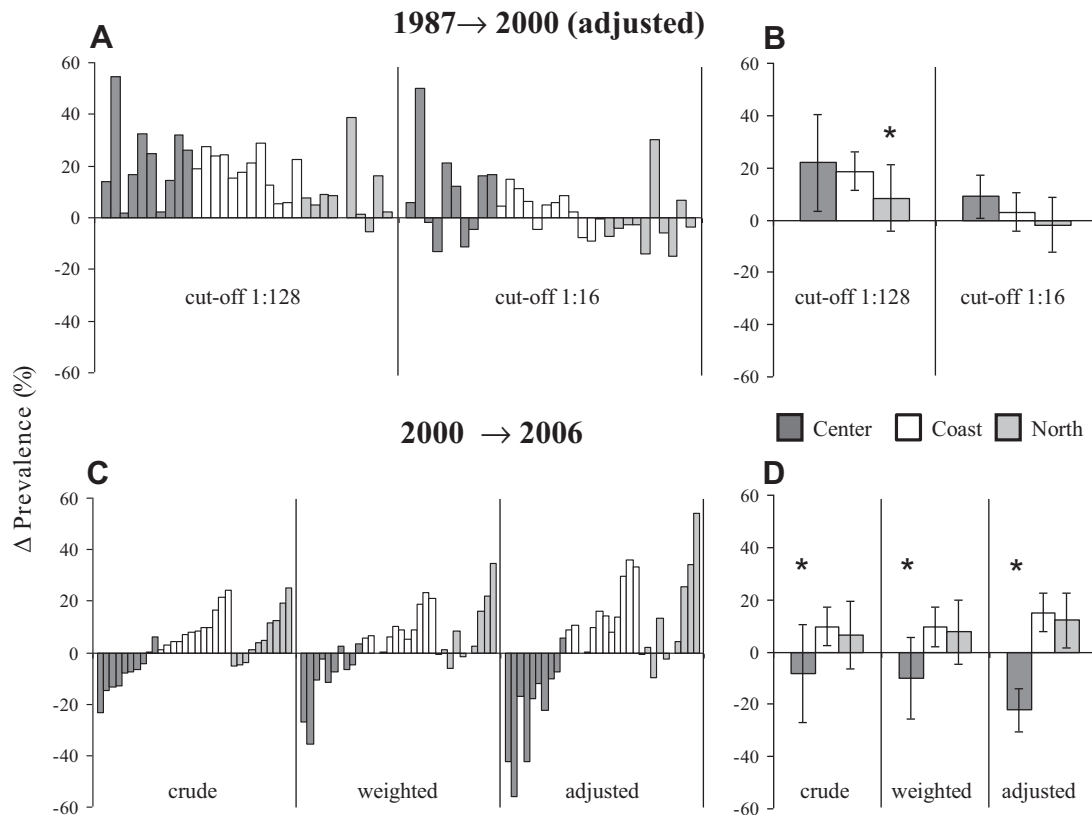 1987→ 2000 (adjusted)
A
B
60
40
20
0
-20
-40
-60
cut-off 1:128
cut-off 1:16
60
40
20
0
-20
-40
-60
*
cut-off 1:128
cut-off 1:16
Δ Prevalence (%)
2000 → 2006
Center
Coast
North
C
D
60
40
20
0
-20
-40
-60
crude
weighted
adjusted
60
40
20
0
-20
-40
-60
*
*
*
crude
weighted
adjusted